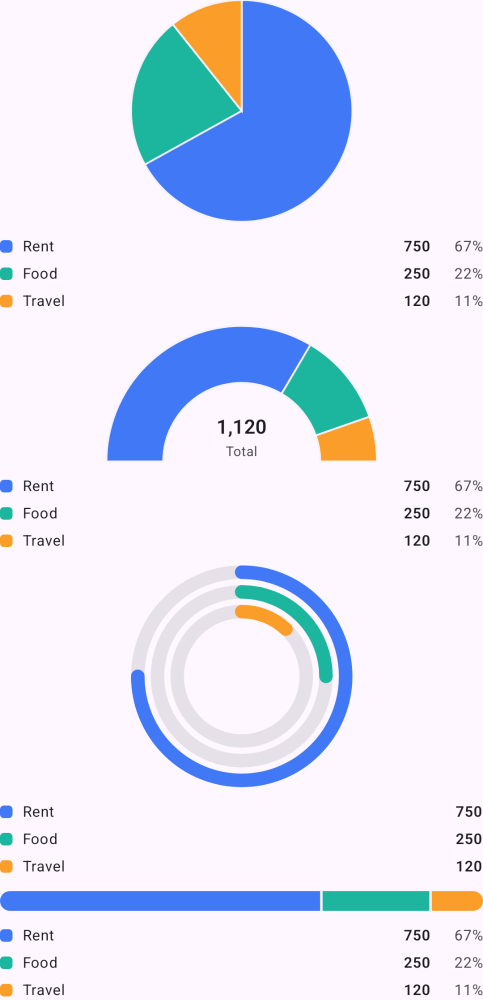 Rent 750 67%
Food 250 22%
Travel 120 11%
1,120
Total
Rent 750 67%
Food 250 22%
Travel 120 11%
Rent 750
Food 250
Travel 120
Rent 750 67%
Food 250 22%
Travel 120 11%